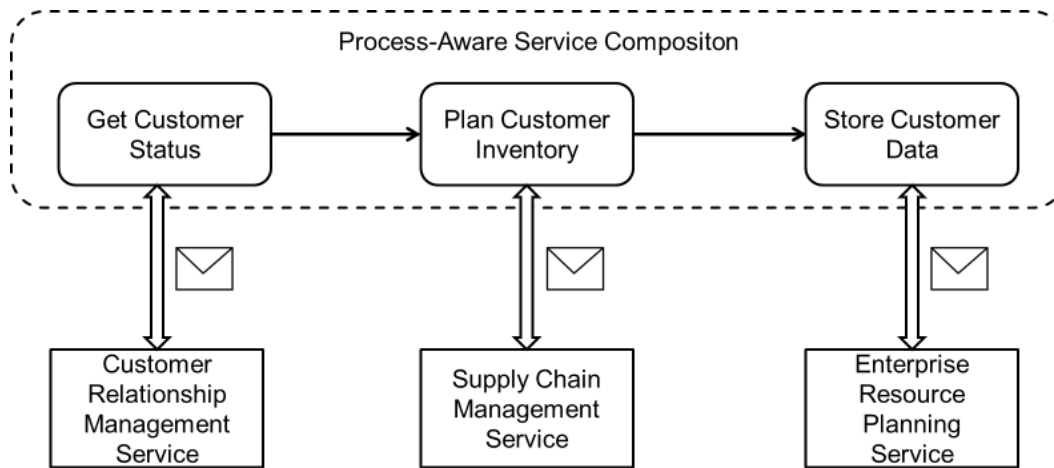 Process-Aware Service Compositon
Get Customer
Status
Plan Customer
Inventory
Store Customer
Data
Customer
Relationship
Management
Service
Supply Chain
Management
Service
Enterprise
Resource
Planning
Service